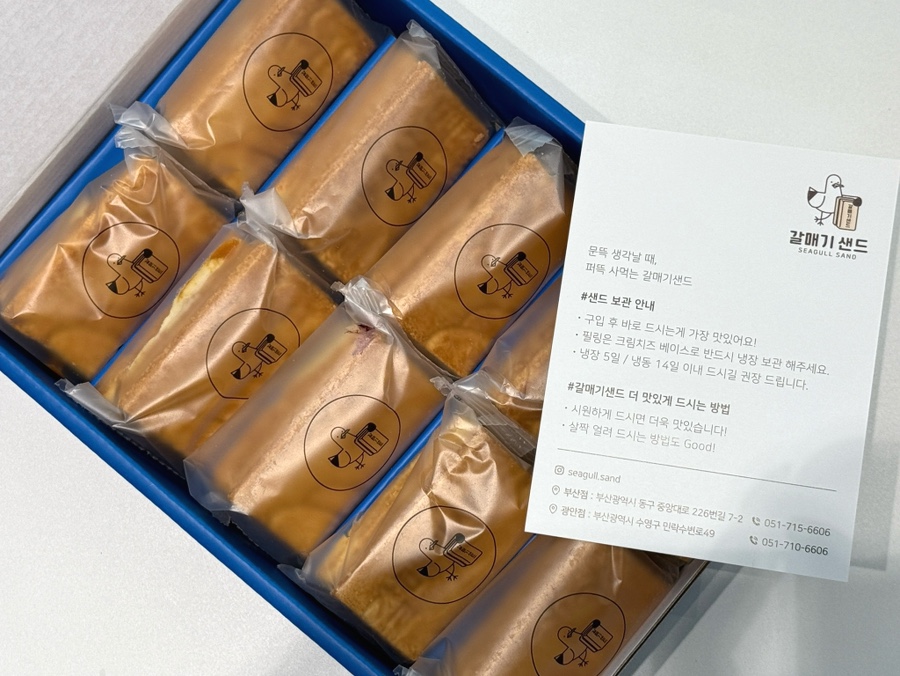 갈매기 샌드
SEAGULL SAND
문뜩 생각날 때,
퍼뜩 사먹는 갈매기샌드
#샌드 보관 안내
· 구입 후 바로 드시는게 가장 맛있어요!
· 필링은 크림치즈 베이스로 반드시 냉장 보관 해주세요.
· 냉장 5일 / 냉동 14일 이내 드시길 권장 드립니다.
#갈매기샌드 더 맛있게 드시는 방법
· 시원하게 드시면 더욱 맛있습니다!
· 살짝 얼려 드시는 방법도 Good!
seagull.sand
부산점 : 부산광역시 동구 중앙대로 226번길 7-2 051-715-6606
광안점 : 부산광역시 수영구 민락수변로49 051-710-6606